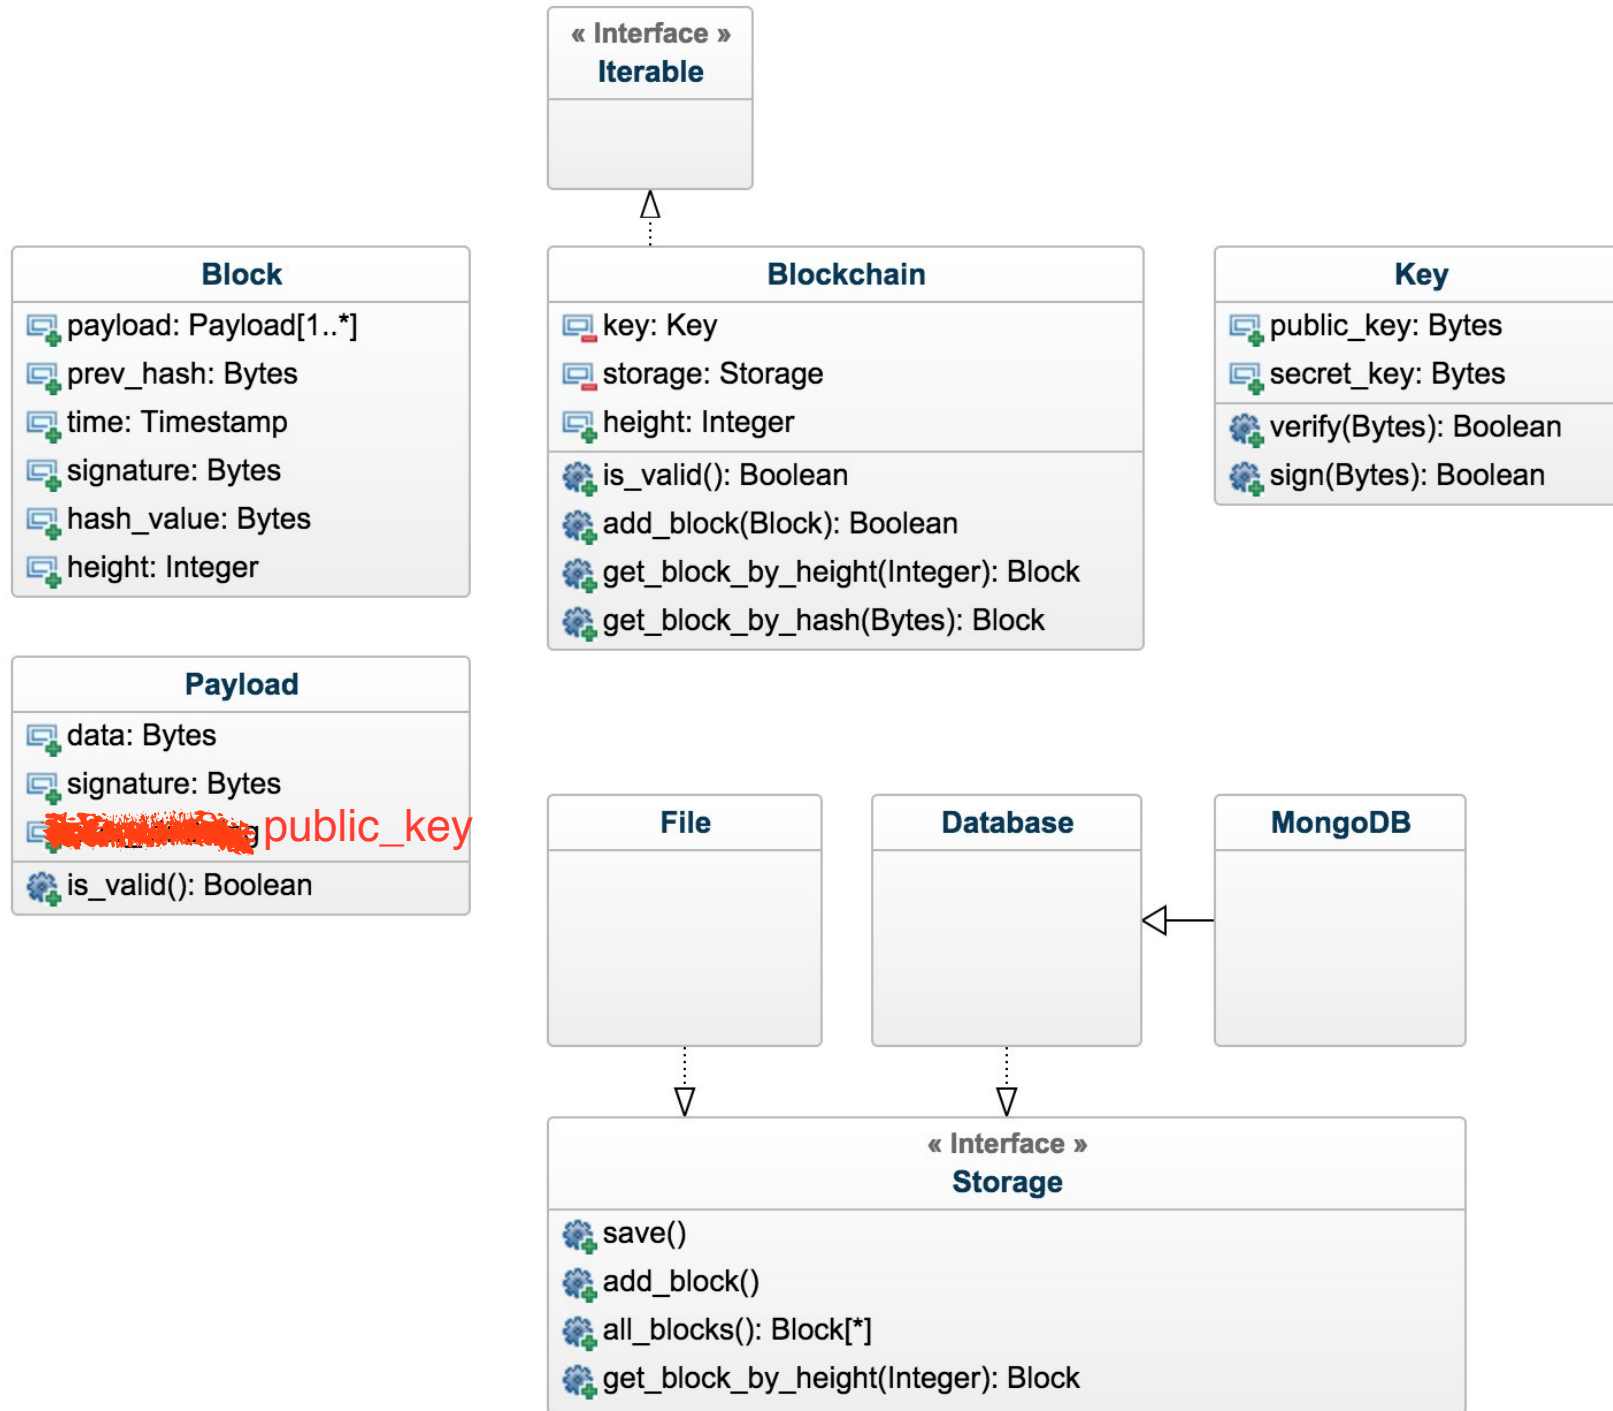 « Interface »
Iterable
Block
payload: Payload[1..*]
prev_hash: Bytes
time: Timestamp
signature: Bytes
hash_value: Bytes
height: Integer
Blockchain
key: Key
storage: Storage
height: Integer
is_valid(): Boolean
add_block(Block): Boolean
get_block_by_height(Integer): Block
get_block_by_hash(Bytes): Block
Key
public_key: Bytes
secret_key: Bytes
verify(Bytes): Boolean
sign(Bytes): Boolean
Payload
data: Bytes
signature: Bytes
public_key
is_valid(): Boolean
File
Database
MongoDB
« Interface »
Storage
save()
add_block()
all_blocks(): Block[*]
get_block_by_height(Integer): Block